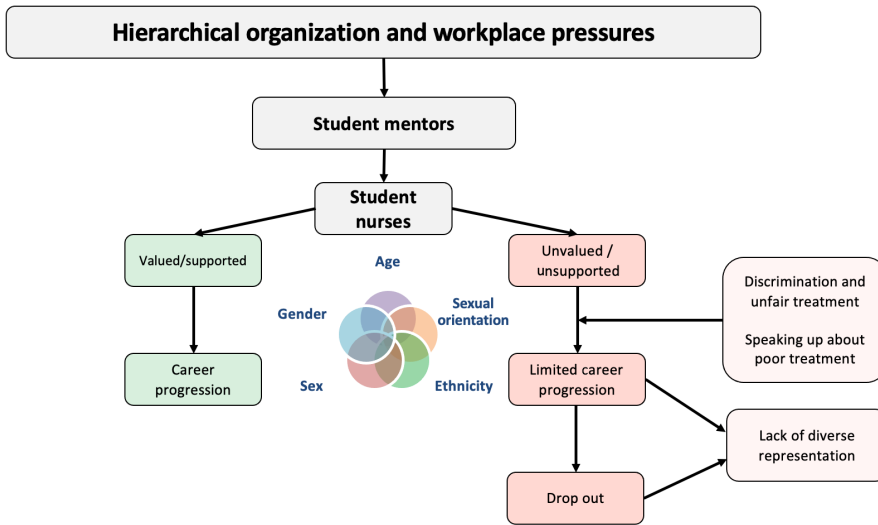 Hierarchical organization and workplace pressures
Student mentors
Student
nurses
Valued/supported
Age
Unvalued /
unsupported
Gender
Sexual
orientation
Discrimination and
unfair treatment
Speaking up about
poor treatment
Career
progression
Sex
Ethnicity
Limited career
progression
Lack of diverse
representation
Drop out